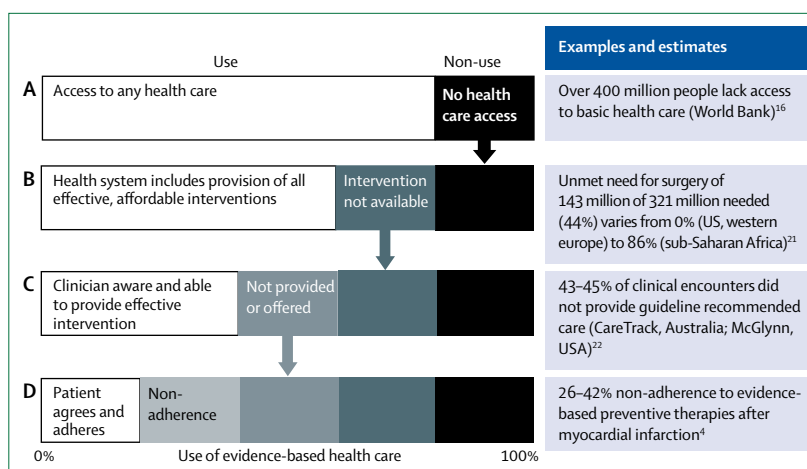 Use
Non-use
Examples and estimates
A
Access to any health care
No health
care access
Over 400 million people lack access
to basic health care (World Bank)16
B
Health system includes provision of all
effective, affordable interventions
Intervention
not available
Unmet need for surgery of
143 million of 321 million needed
(44%) varies from 0% (US, western
europe) to 86% (sub-Saharan Africa)21
C
Clinician aware and able
to provide effective
intervention
Not provided
or offered
43–45% of clinical encounters did
not provide guideline recommended
care (CareTrack, Australia; McGlynn,
USA)22
D
Patient
agrees and
adheres
Non-
adherence
26–42% non-adherence to evidence-
based preventive therapies after
myocardial infarction4
0%
Use of evidence-based health care
100%